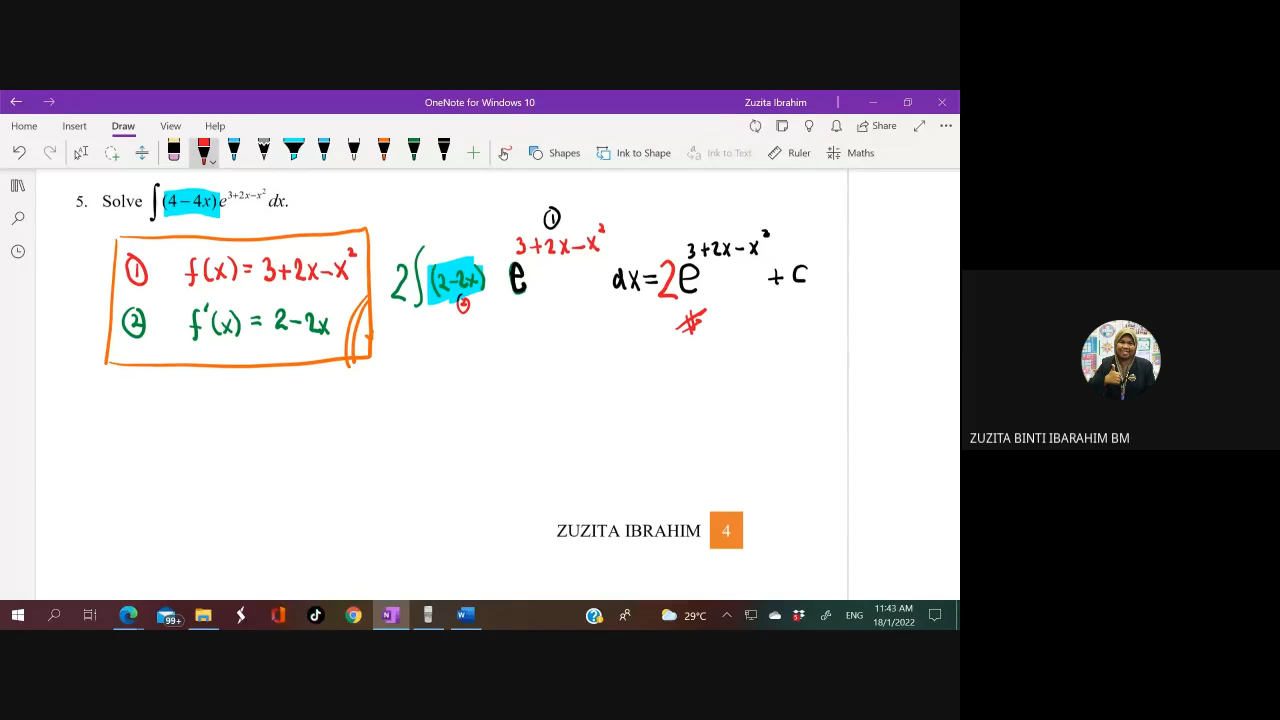 OneNote for Windows 10
Zuzita Ibrahim
Home Insert Draw View Help
Share
Shapes Ink to Shape Ink to Text Ruler Maths
5. Solve ∫(4−4x)e^{3+2x−x²}dx.
① f(x) = 3+2x−x²
② f'(x) = 2−2x
①
2∫(2−2x) e^{3+2x−x²} dx = 2e^{3+2x−x²} + c
②
ZUZITA IBRAHIM 4
ZUZITA BINTI IBARAHIM BM
99+
29°C
ENG
11:43 AM
18/1/2022